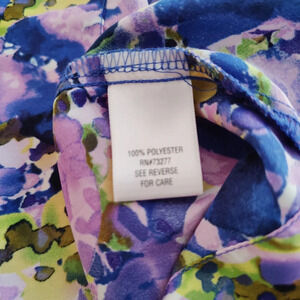 100% POLYESTER
RN#73277
SEE REVERSE
FOR CARE